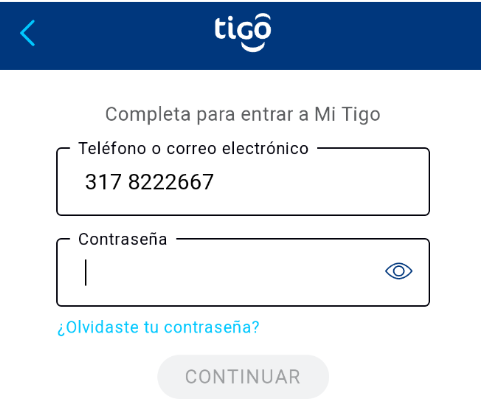 tigo
Completa para entrar a Mi Tigo
Teléfono o correo electrónico
317 8222667
Contraseña
¿Olvidaste tu contraseña?
CONTINUAR